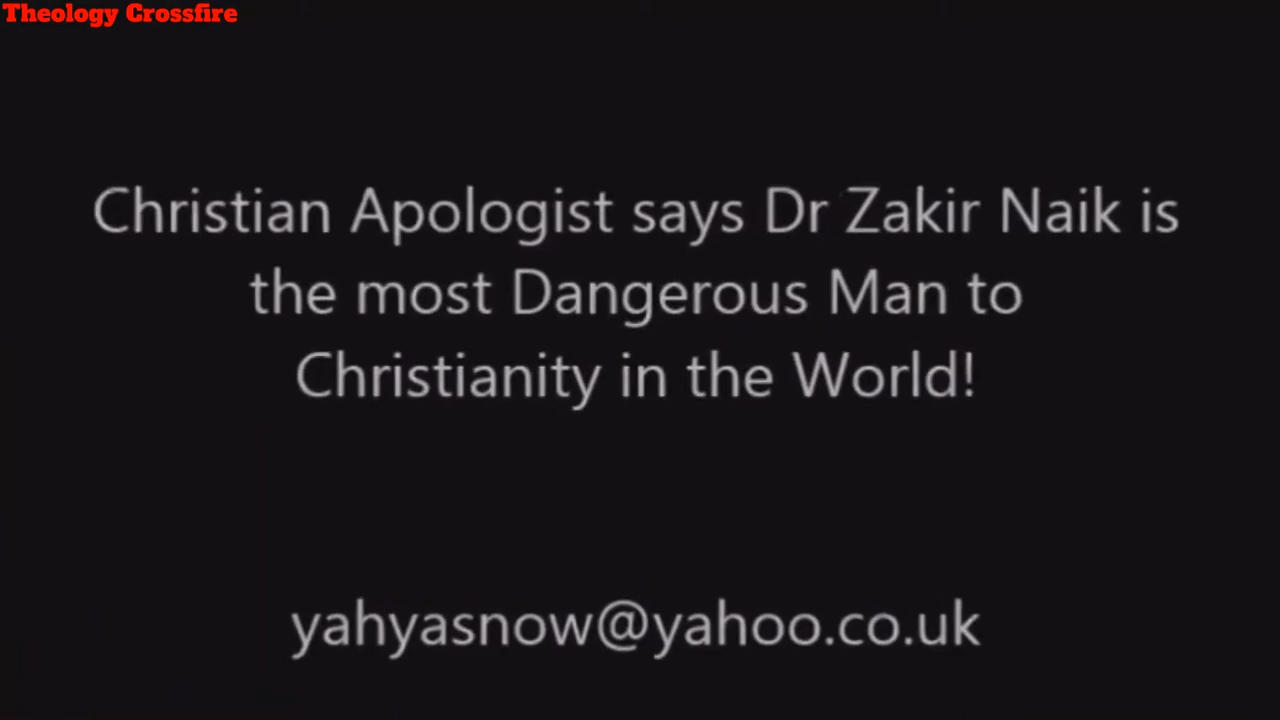 Theology Crossfire
Christian Apologist says Dr Zakir Naik is
the most Dangerous Man to
Christianity in the World!
yahyasnow@yahoo.co.uk